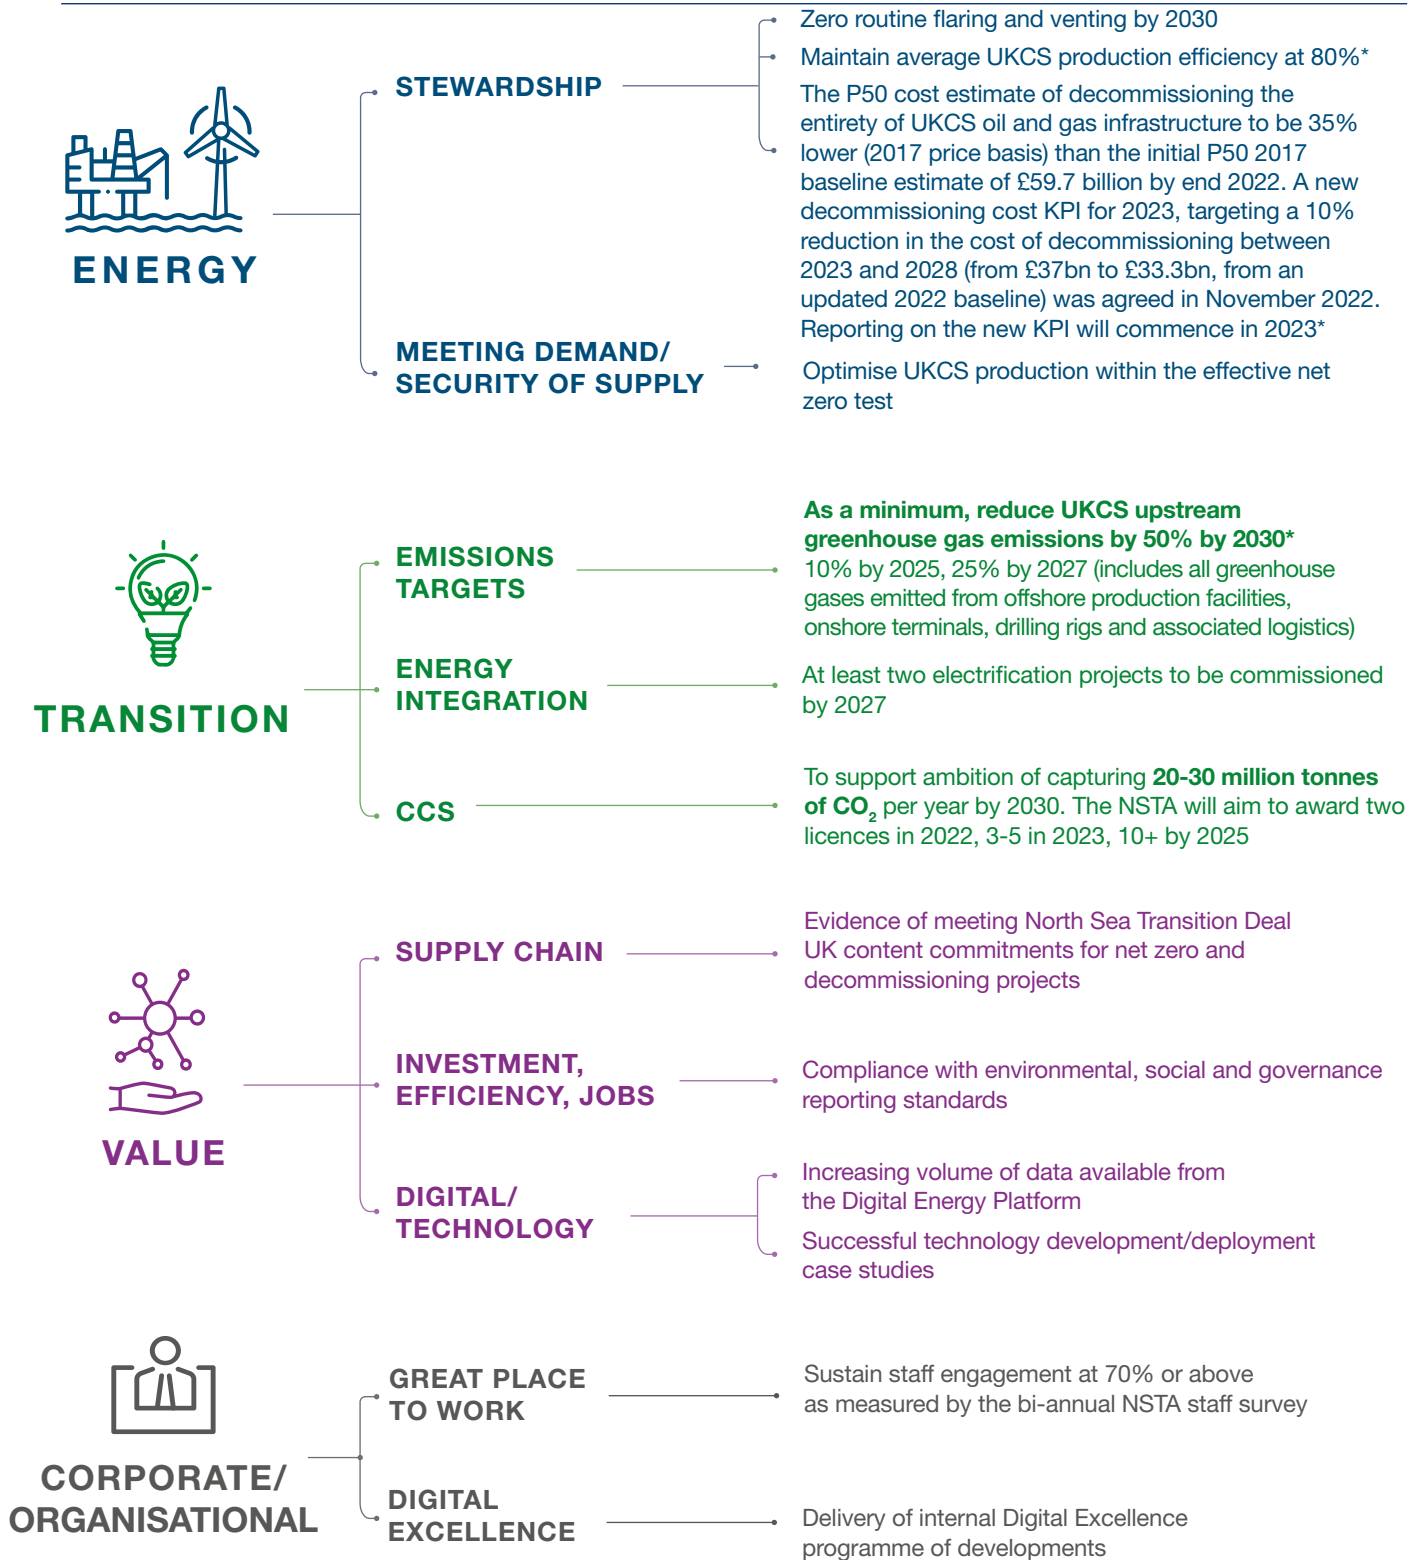 ENERGY
STEWARDSHIP
Zero routine flaring and venting by 2030
Maintain average UKCS production efficiency at 80%*
The P50 cost estimate of decommissioning the
entirety of UKCS oil and gas infrastructure to be 35%
lower (2017 price basis) than the initial P50 2017
baseline estimate of £59.7 billion by end 2022. A new
decommissioning cost KPI for 2023, targeting a 10%
reduction in the cost of decommissioning between
2023 and 2028 (from £37bn to £33.3bn, from an
updated 2022 baseline) was agreed in November 2022.
Reporting on the new KPI will commence in 2023*
MEETING DEMAND/
SECURITY OF SUPPLY
Optimise UKCS production within the effective net
zero test
TRANSITION
EMISSIONS
TARGETS
As a minimum, reduce UKCS upstream
greenhouse gas emissions by 50% by 2030*
10% by 2025, 25% by 2027 (includes all greenhouse
gases emitted from offshore production facilities,
onshore terminals, drilling rigs and associated logistics)
ENERGY
INTEGRATION
At least two electrification projects to be commissioned
by 2027
CCS
To support ambition of capturing 20-30 million tonnes
of CO₂ per year by 2030. The NSTA will aim to award two
licences in 2022, 3-5 in 2023, 10+ by 2025
VALUE
SUPPLY CHAIN
Evidence of meeting North Sea Transition Deal
UK content commitments for net zero and
decommissioning projects
INVESTMENT,
EFFICIENCY, JOBS
Compliance with environmental, social and governance
reporting standards
DIGITAL/
TECHNOLOGY
Increasing volume of data available from
the Digital Energy Platform
Successful technology development/deployment
case studies
CORPORATE/
ORGANISATIONAL
GREAT PLACE
TO WORK
Sustain staff engagement at 70% or above
as measured by the bi-annual NSTA staff survey
DIGITAL
EXCELLENCE
Delivery of internal Digital Excellence
programme of developments